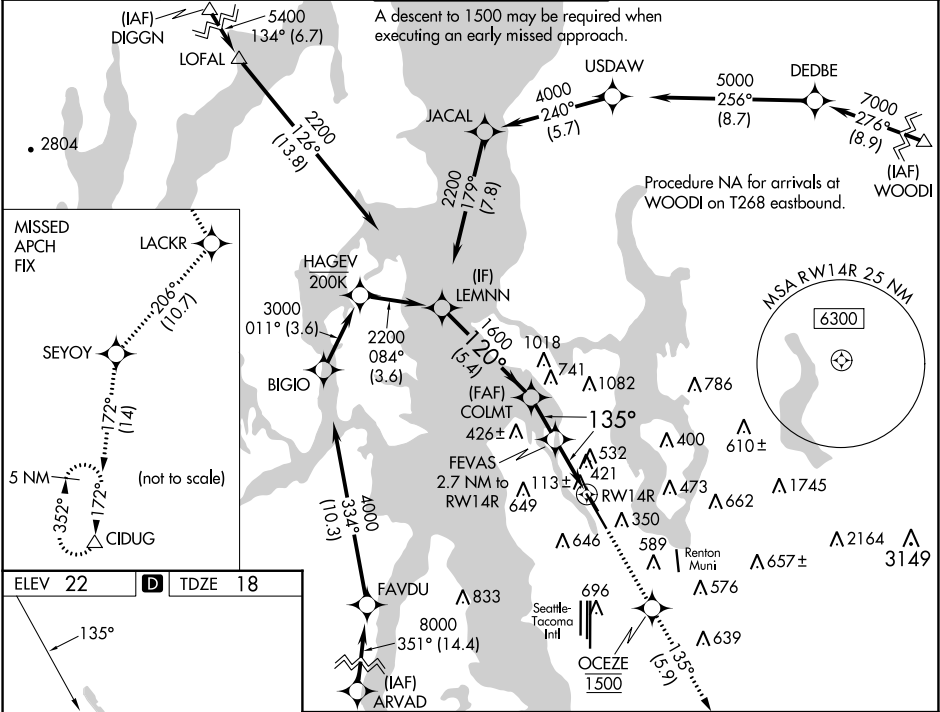 A descent to 1500 may be required when
executing an early missed approach.
(IAF)
DIGGN
5400
134° (6.7)
LOFAL
2200
126°
(13.8)
2804
JACAL
4000
240°
(5.7)
USDAW
5000
256°
(8.7)
DEDBE
7000
276°
(8.9)
(IAF)
WOODI
Procedure NA for arrivals at
WOODI on T268 eastbound.
2200
179°
(7.8)
MISSED
APCH
FIX
LACKR
206°
(10.7)
SEYOY
172°
(14)
5 NM
352°
172°
(not to scale)
CIDUG
HAGEV
200K
(IF)
LEMNN
3000
011° (3.6)
2200
084°
(3.6)
BIGIO
1600
120°
(5.4)
MSA RW14R 25 NM
6300
1018
741
1082
786
(FAF)
COLMT
135°
426±
400
610±
FEVAS
2.7 NM to
RW14R
532
421
113±
649
RW14R
473
662
1745
350
646
589
Renton
Muni
657±
2164
3149
576
4000
334°
(10.3)
FAVDU
833
8000
351° (14.4)
(IAF)
ARVAD
696
Seattle-
Tacoma
Intl
639
OCEZE
1500
135°
(5.9)
ELEV 22
D
TDZE 18
135°